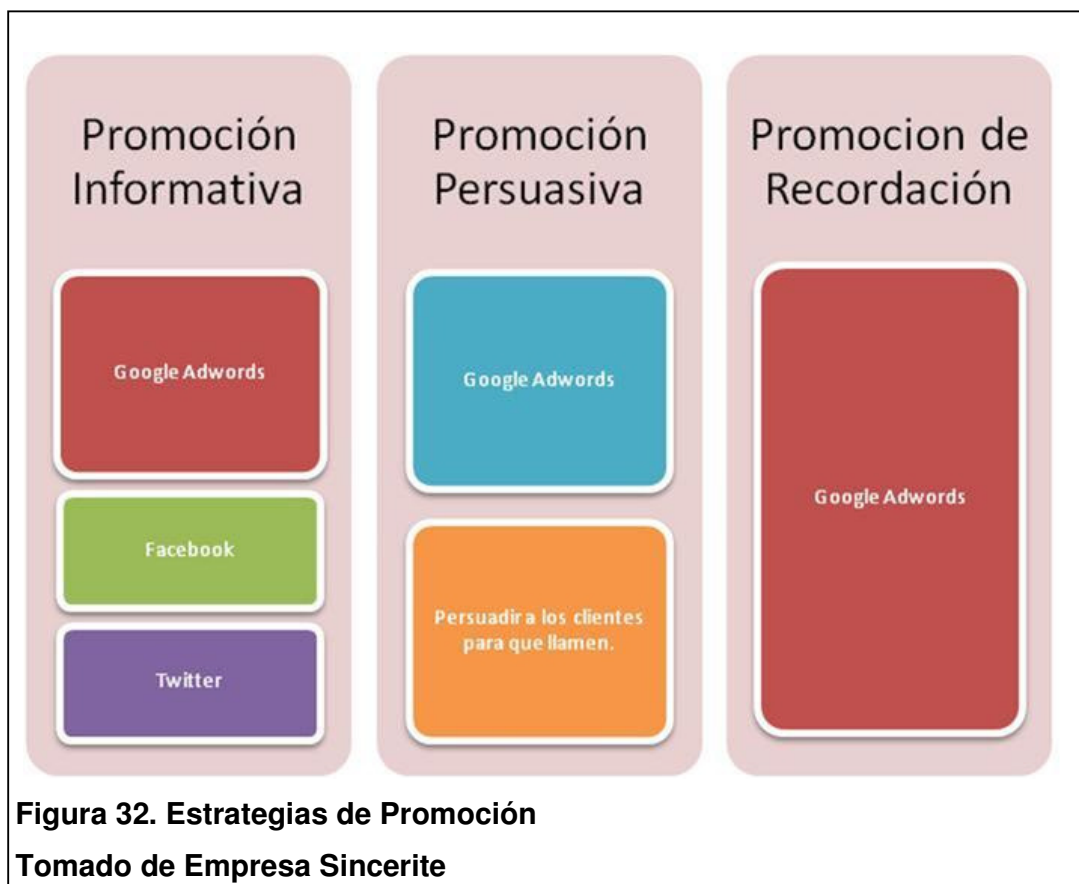 Promoción
Informativa
Google Adwords
Facebook
Twitter
Promoción
Persuasiva
Google Adwords
Persuadir a los clientes
para que llamen.
Promocion de
Recordación
Google Adwords
Figura 32. Estrategias de Promoción
Tomado de Empresa Sincerite